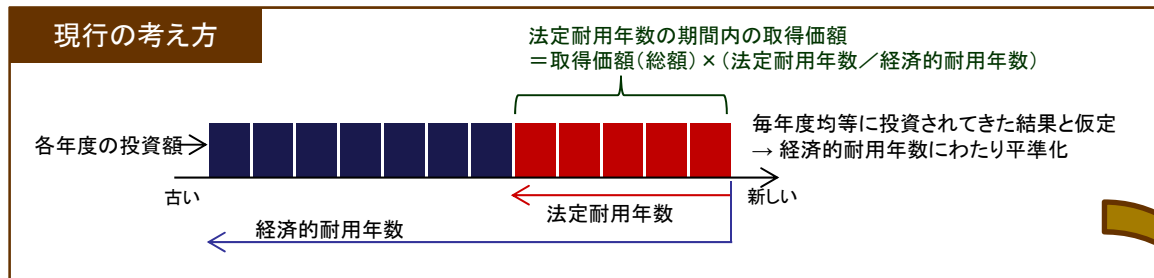 現行の考え方
法定耐用年数の期間内の取得価額
＝取得価額(総額)×(法定耐用年数／経済的耐用年数)
各年度の投資額
毎年度均等に投資されてきた結果と仮定
→ 経済的耐用年数にわたり平準化
古い
新しい
法定耐用年数
経済的耐用年数